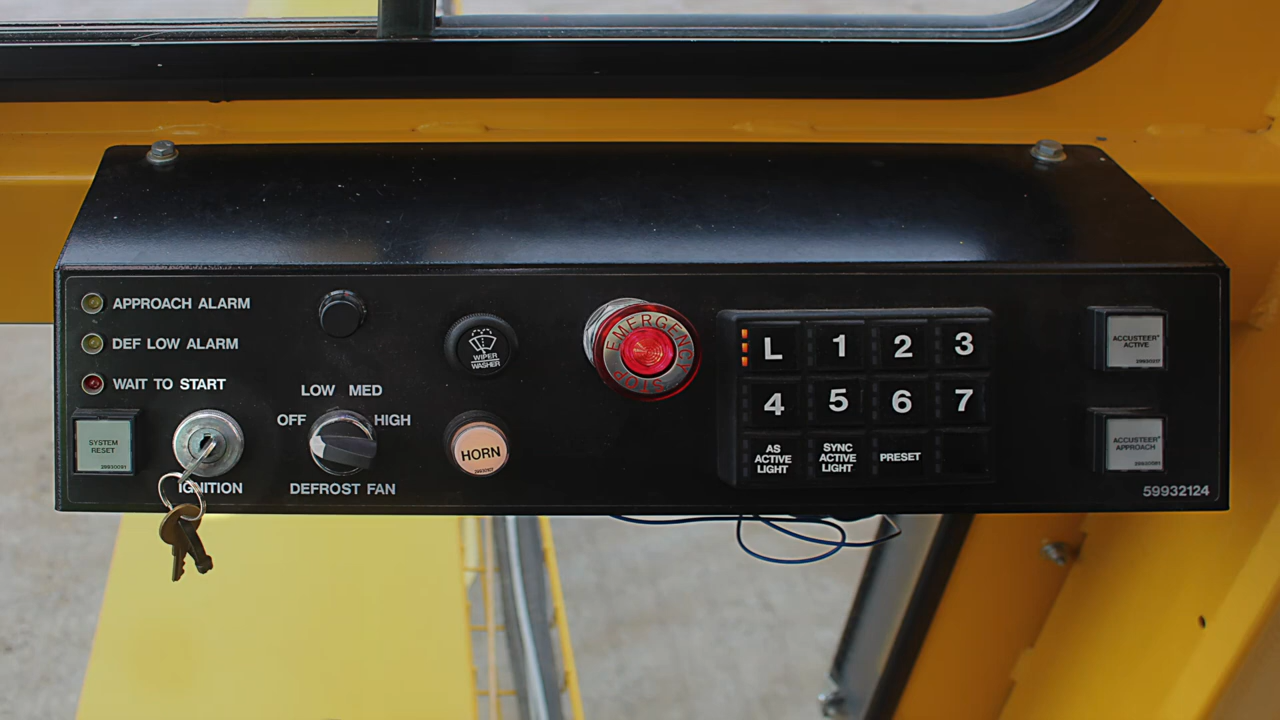 APPROACH ALARM
DEF LOW ALARM
WAIT TO START
SYSTEM
RESET
IGNITION
LOW MED
OFF HIGH
DEFROST FAN
WIPER
WASHER
HORN
EMERGENCY
STOP
L 1 2 3
4 5 6 7
AS
ACTIVE
LIGHT
SYNC
ACTIVE
LIGHT
PRESET
ACCUSTEER
ACTIVE
ACCUSTEER
APPROACH
59932124